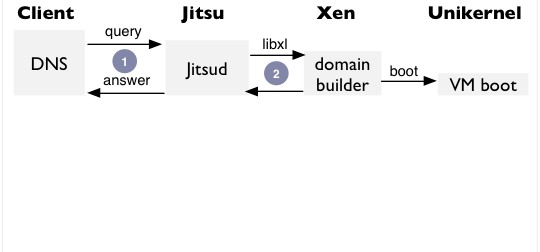 Client Jitsu Xen Unikernel
query
libxl
DNS
1
Jitsud
2
domain
builder
boot
VM boot
answer